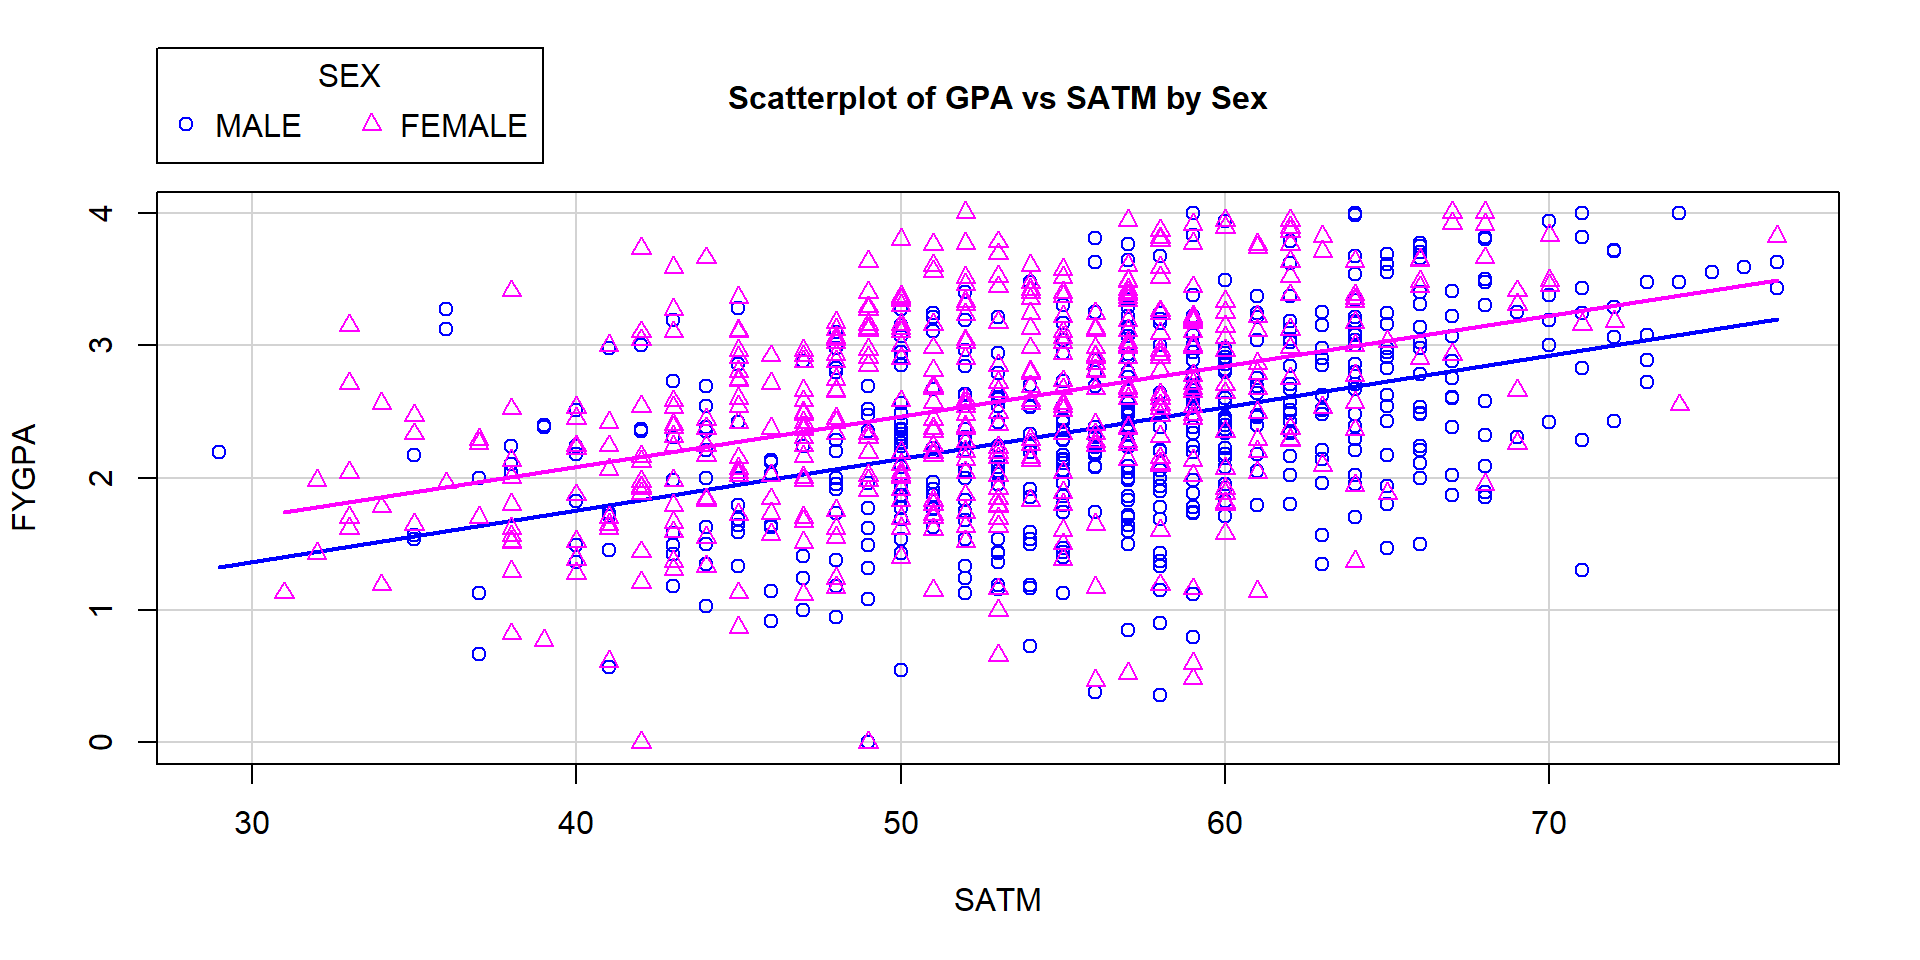 SEX
MALE FEMALE
Scatterplot of GPA vs SATM by Sex
FYGPA
4
3
2
1
0
30 40 50 60 70
SATM